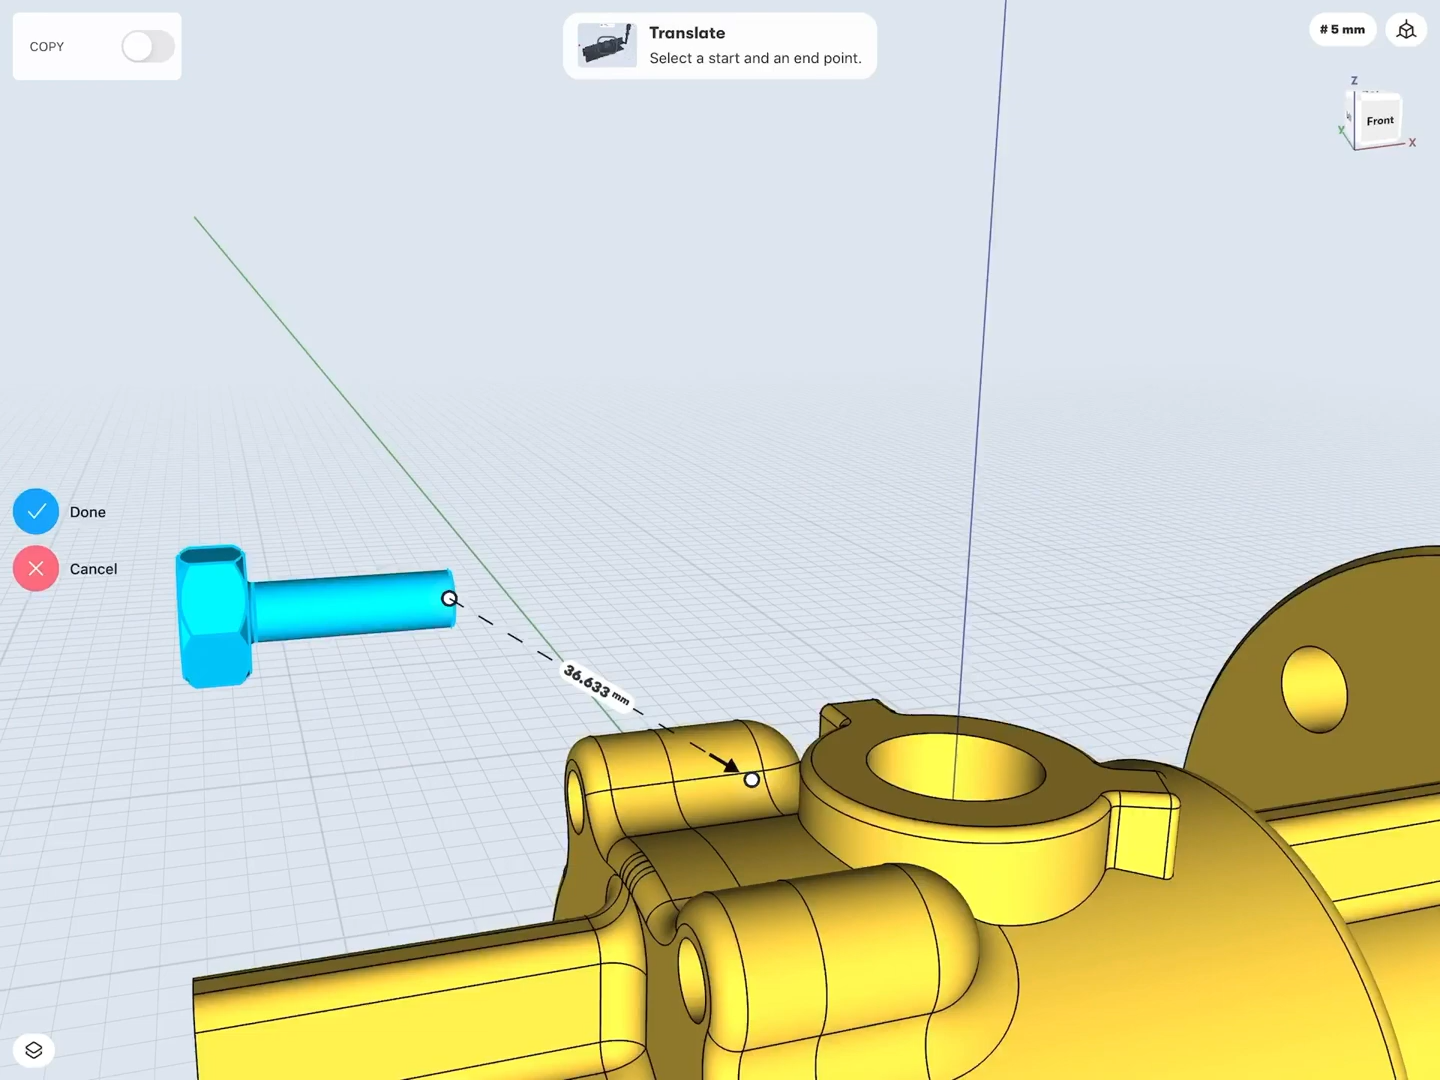 COPY
Translate
Select a start and an end point.
# 5 mm
Z
Front
Y
X
Done
Cancel
36.633 mm